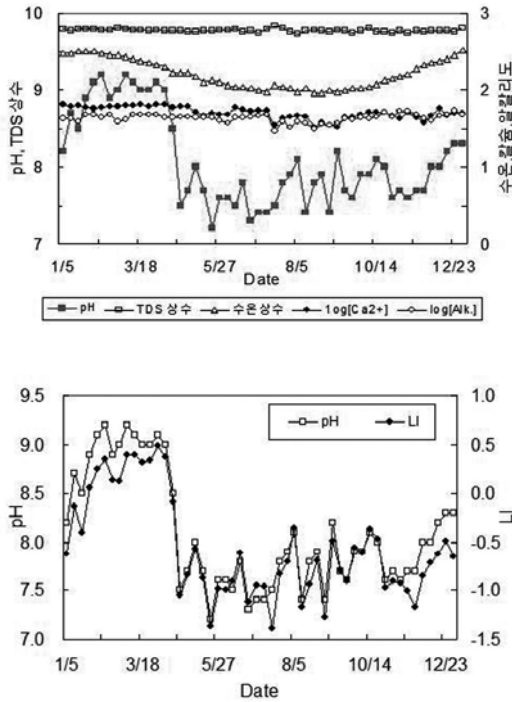 10
3
9
2
8
1
7
0
pH, TDS 상수
1/5 3/18 5/27 8/5 10/14 12/23
Date
pH TDS 상수 수온상수 log[Ca2+] log[Alk.]
9.5
1.0
9.0
0.5
8.5
0.0
8.0
-0.5
7.5
-1.0
7.0
-1.5
pH
LI
pH LI
1/5 3/18 5/27 8/5 10/14 12/23
Date